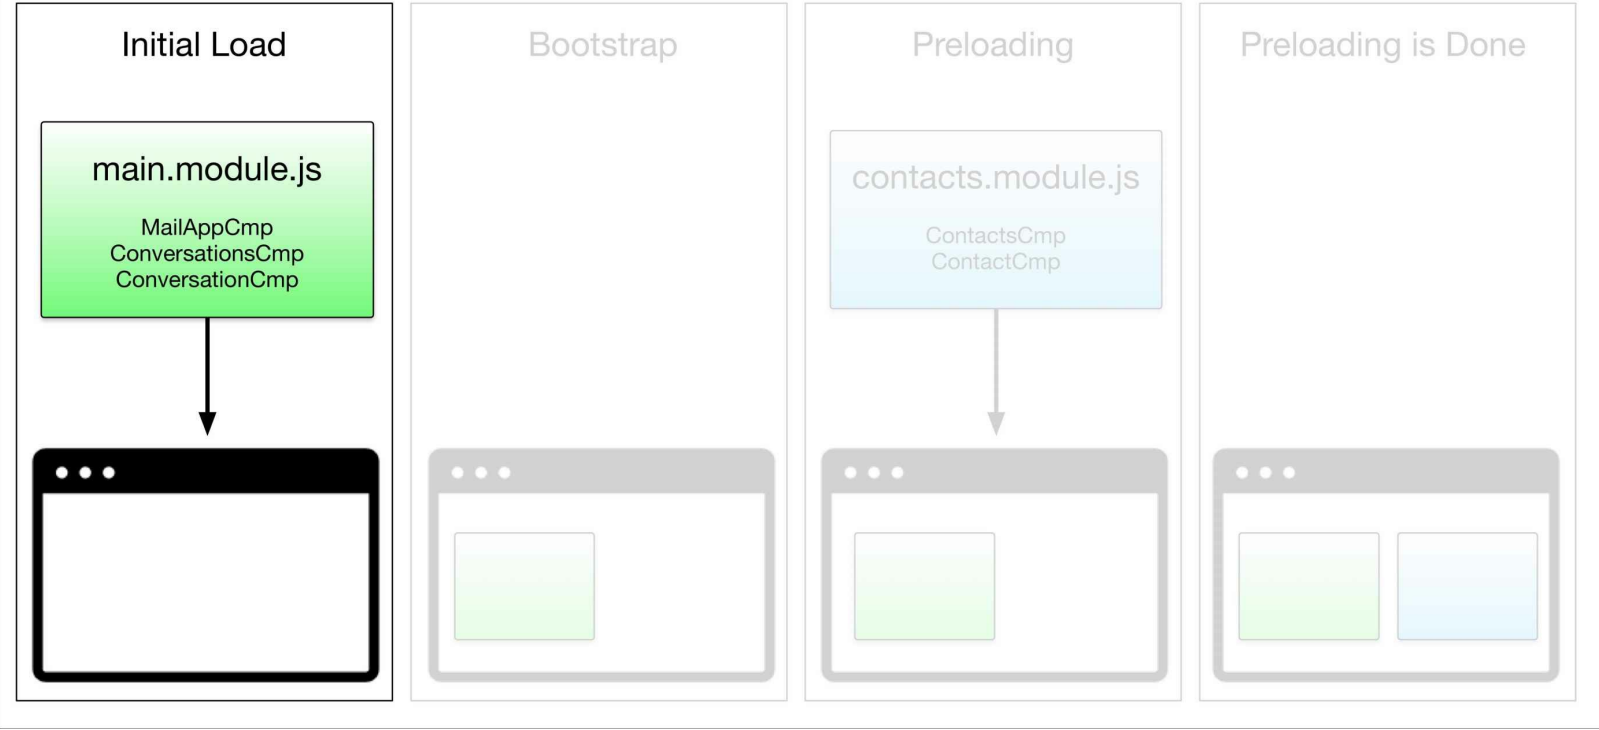 Initial Load
main.module.js
MailAppCmp
ConversationsCmp
ConversationCmp
Bootstrap
Preloading
contacts.module.js
ContactsCmp
ContactCmp
Preloading is Done